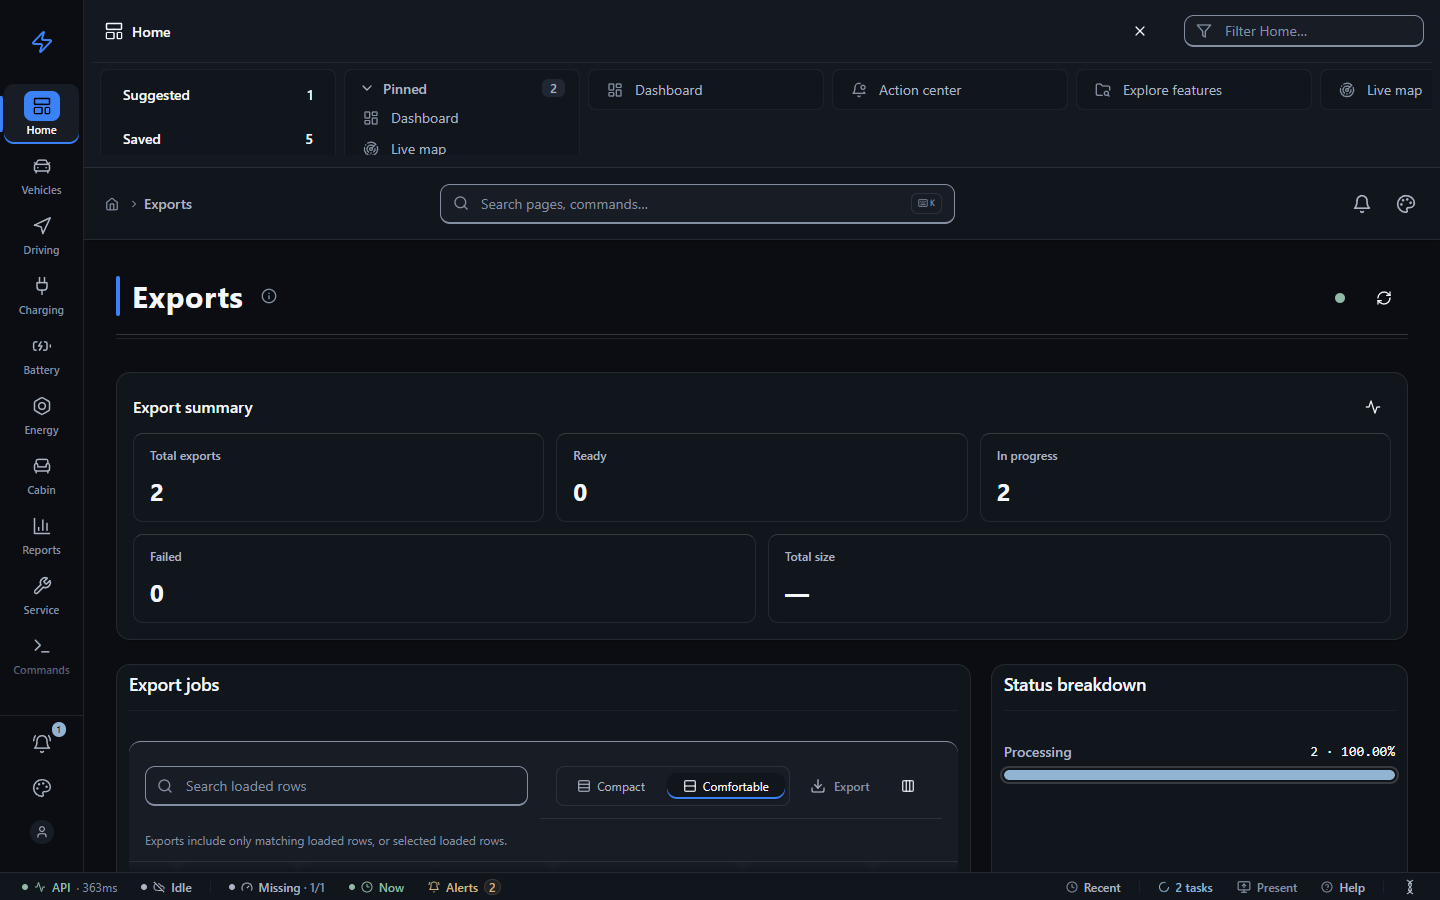 Home
Filter Home...
Suggested 1
Saved 5
Pinned 2
Dashboard
Live map
Dashboard
Action center
Explore features
Live map
Home
Vehicles
Driving
Charging
Battery
Energy
Cabin
Reports
Service
Commands
1
Exports
Search pages, commands...
K
Exports
Export summary
Total exports
2
Ready
0
In progress
2
Failed
0
Total size
—
Export jobs
Search loaded rows
Compact
Comfortable
Export
Exports include only matching loaded rows, or selected loaded rows.
Status breakdown
Processing 2 · 100.00%
API · 363ms
Idle
Missing · 1/1
Now
Alerts 2
Recent
2 tasks
Present
Help